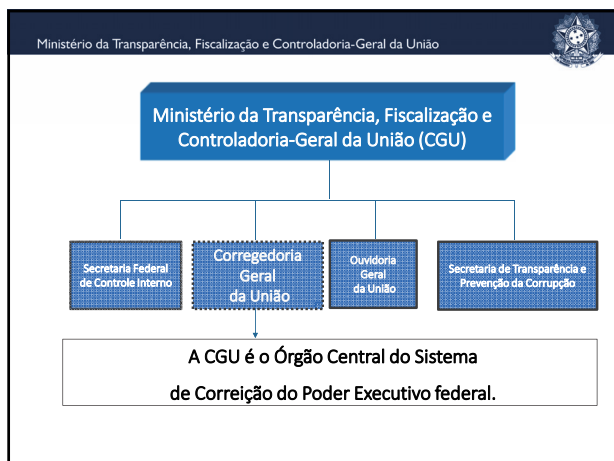 Ministério da Transparência, Fiscalização e Controladoria-Geral da União
Ministério da Transparência, Fiscalização e
Controladoria-Geral da União (CGU)
Secretaria Federal
de Controle Interno
Corregedoria
Geral
da União
Ouvidoria
Geral
da União
Secretaria de Transparência e
Prevenção da Corrupção
A CGU é o Órgão Central do Sistema
de Correição do Poder Executivo federal.